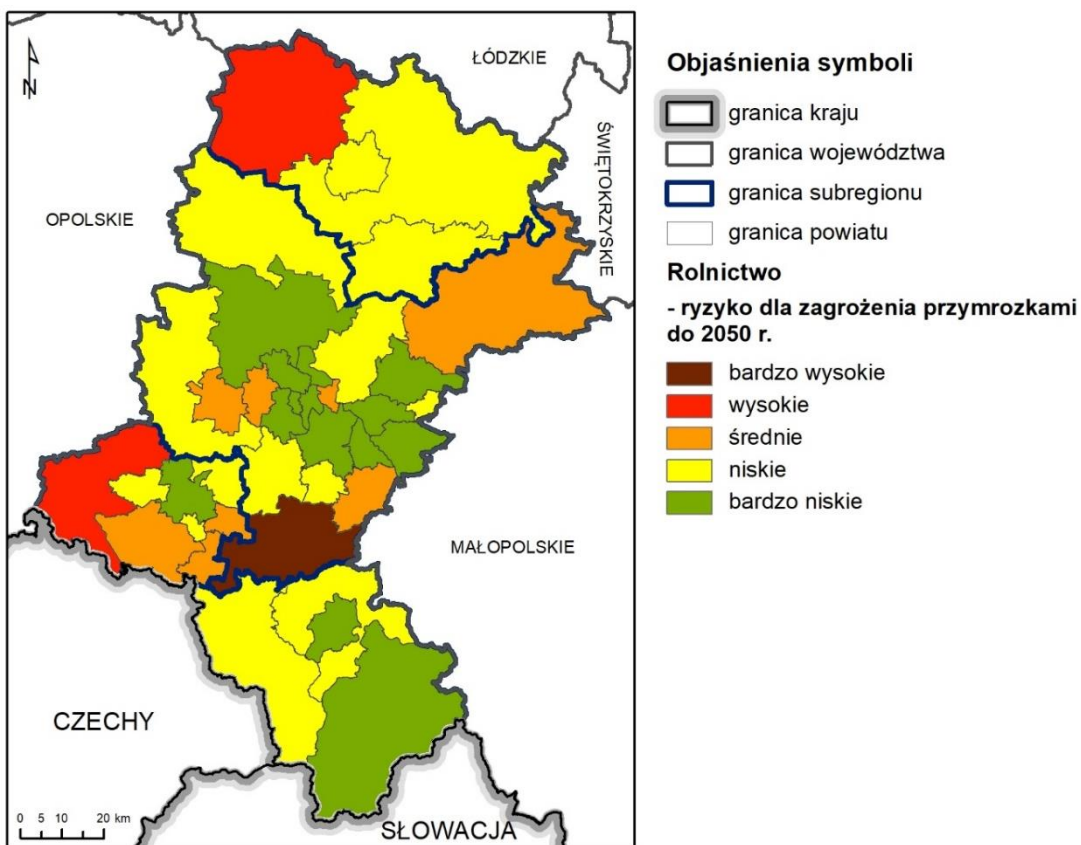 N
ŁÓDZKIE
ŚWIĘTOKRZYSKIE
OPOLSKIE
MAŁOPOLSKIE
CZECHY
SŁOWACJA
0 5 10 20 km
Objaśnienia symboli
granica kraju
granica województwa
granica subregionu
granica powiatu
Rolnictwo
- ryzyko dla zagrożenia przymrozkami
do 2050 r.
bardzo wysokie
wysokie
średnie
niskie
bardzo niskie